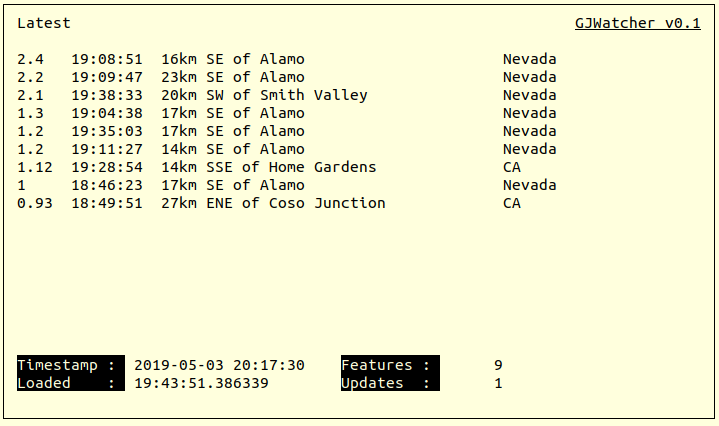 Latest GJWatcher v0.1
2.4 19:08:51 16km SE of Alamo Nevada
2.2 19:09:47 23km SE of Alamo Nevada
2.1 19:38:33 20km SW of Smith Valley Nevada
1.3 19:04:38 17km SE of Alamo Nevada
1.2 19:35:03 17km SE of Alamo Nevada
1.2 19:11:27 14km SE of Alamo Nevada
1.12 19:28:54 14km SSE of Home Gardens CA
1 18:46:23 17km SE of Alamo Nevada
0.93 18:49:51 27km ENE of Coso Junction CA
Timestamp : 2019-05-03 20:17:30 Features : 9
Loaded : 19:43:51.386339 Updates : 1